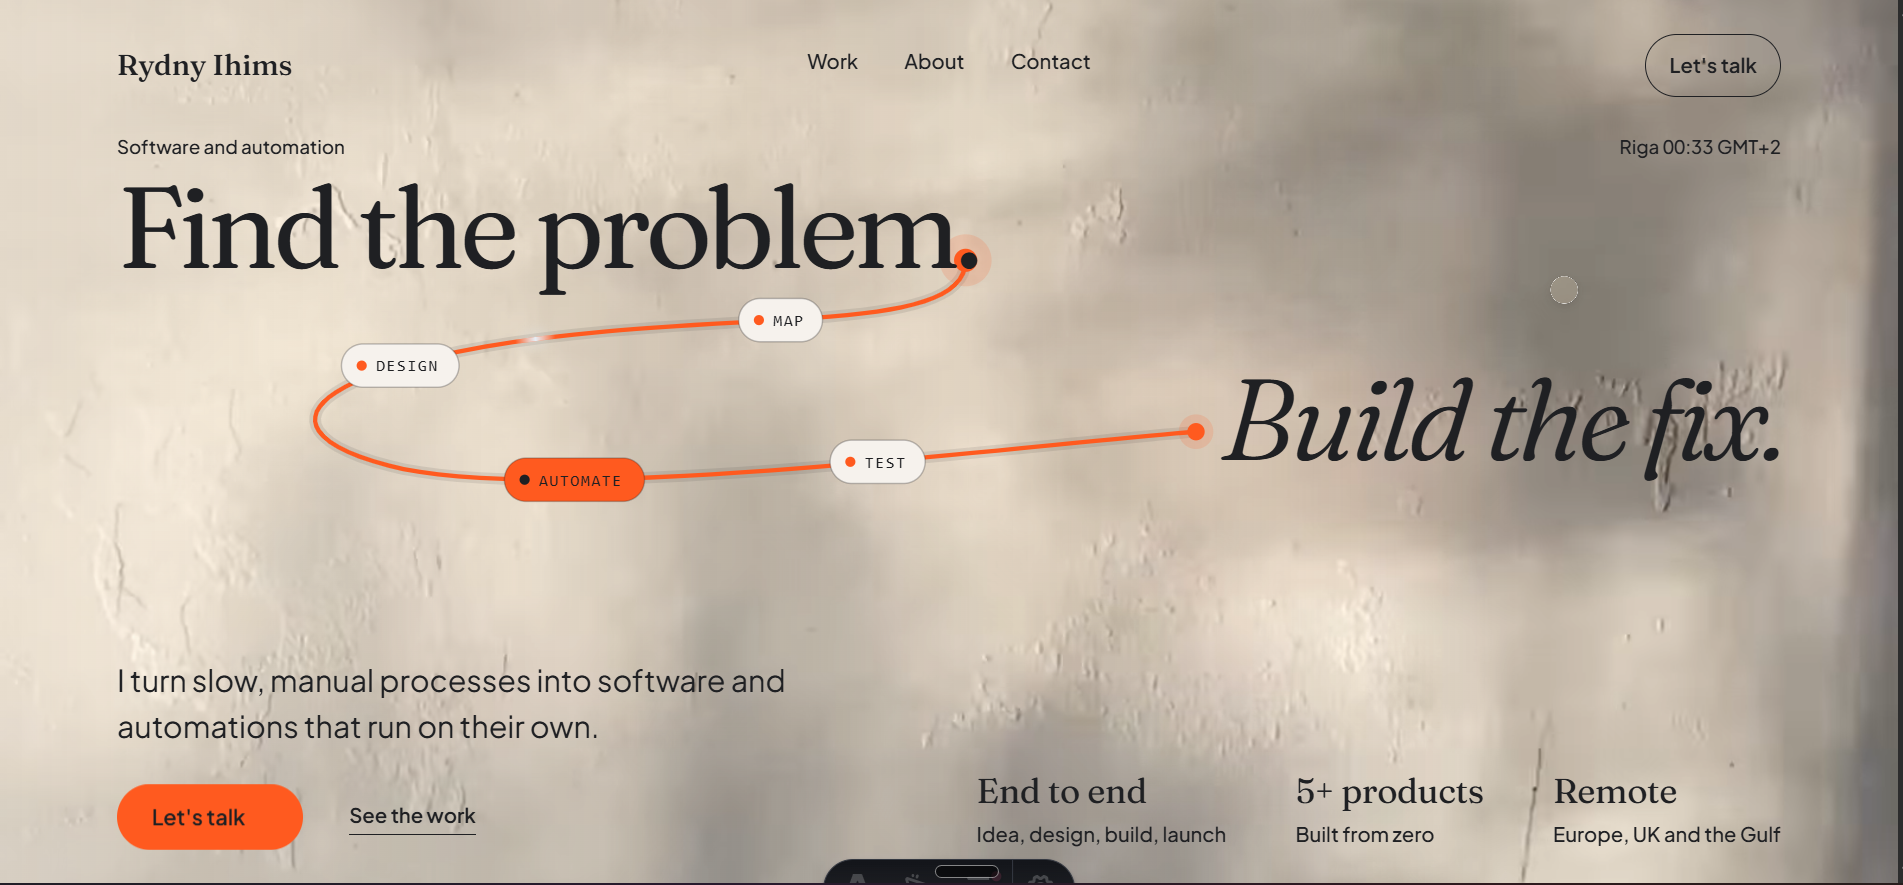 Rydny Ihims
Work About Contact
Let's talk
Software and automation
Riga 00:33 GMT+2
Find the problem
MAP
DESIGN
Build the fix.
AUTOMATE
TEST
I turn slow, manual processes into software and
automations that run on their own.
Let's talk
See the work
End to end
Idea, design, build, launch
5+ products
Built from zero
Remote
Europe, UK and the Gulf